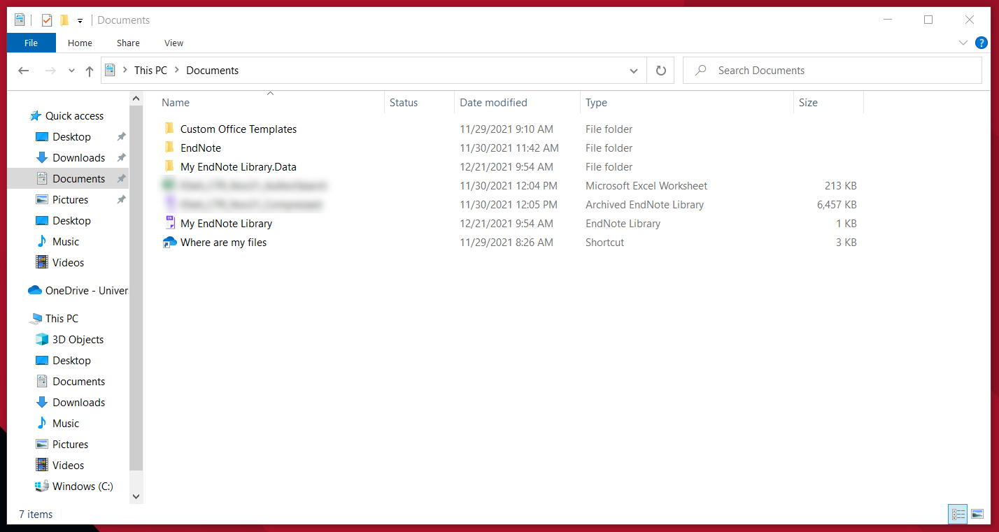 Documents
File Home Share View
This PC > Documents
Search Documents
Name Status Date modified Type Size
Custom Office Templates 11/29/2021 9:10 AM File folder
EndNote 11/30/2021 11:42 AM File folder
My EndNote Library.Data 12/21/2021 9:54 AM File folder
11/30/2021 12:04 PM Microsoft Excel Worksheet 213 KB
11/30/2021 12:05 PM Archived EndNote Library 6,457 KB
My EndNote Library 12/21/2021 9:54 AM EndNote Library 1 KB
Where are my files 11/29/2021 8:26 AM Shortcut 3 KB
Quick access
Desktop
Downloads
Documents
Pictures
Desktop
Music
Videos
OneDrive - Univer
This PC
3D Objects
Desktop
Documents
Downloads
Music
Pictures
Videos
Windows (C:)
7 items